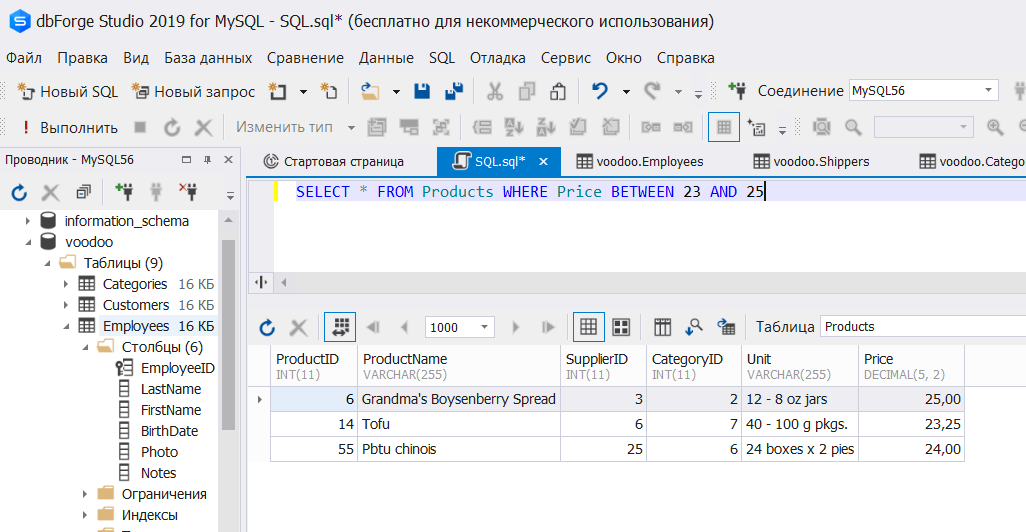 dbForge Studio 2019 for MySQL - SQL.sql* (бесплатно для некоммерческого использования)
Файл Правка Вид База данных Сравнение Данные SQL Отладка Сервис Окно Справка
Новый SQL Новый запрос Соединение MySQL56
! Выполнить Изменить тип
Проводник - MySQL56
Стартовая страница SQL.sql* voodoo.Employees voodoo.Shippers voodoo.Catego
SELECT * FROM Products WHERE Price BETWEEN 23 AND 25
information_schema
voodoo
Таблицы (9)
Categories 16 КБ
Customers 16 КБ
Employees 16 КБ
Столбцы (6)
EmployeeID
LastName
FirstName
BirthDate
Photo
Notes
Ограничения
Индексы
1000 Таблица Products
ProductID ProductName SupplierID CategoryID Unit Price
INT(11) VARCHAR(255) INT(11) INT(11) VARCHAR(255) DECIMAL(5, 2)
6 Grandma's Boysenberry Spread 3 2 12 - 8 oz jars 25,00
14 Tofu 6 7 40 - 100 g pkgs. 23,25
55 Pbtu chinois 25 6 24 boxes x 2 pies 24,00